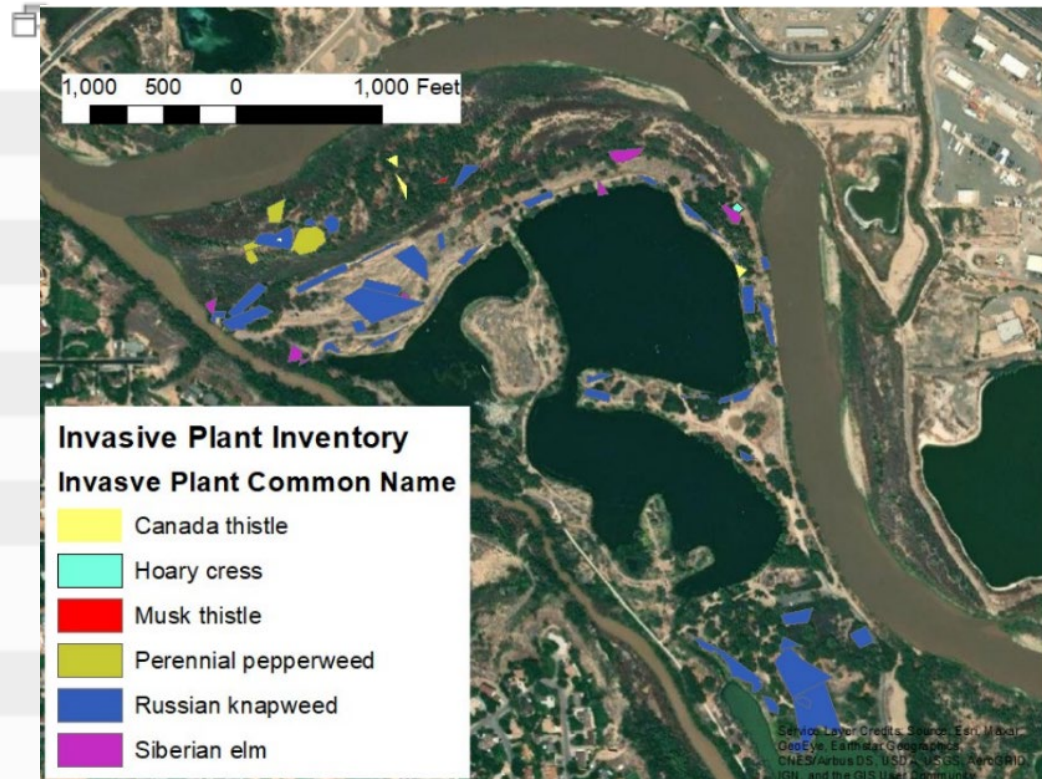 1,000 500 0 1,000 Feet
Invasive Plant Inventory
Invasve Plant Common Name
Canada thistle
Hoary cress
Musk thistle
Perennial pepperweed
Russian knapweed
Siberian elm
Service Layer Credits: Source: Esri, Maxar,
GeoEye, Earthstar Geographics,
CNES/Airbus DS, USDA, USGS, AeroGRID,
IGN, and the GIS User Community